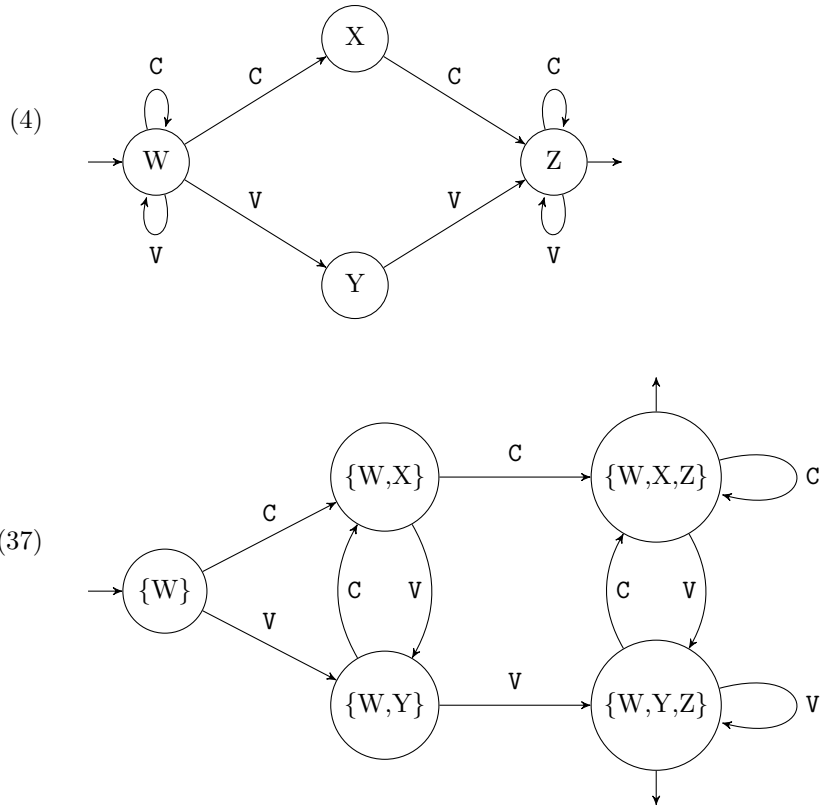 X
C C
C C
(4)
W Z
V V
V V
Y
{W,X} C {W,X,Z} C
C
(37)
{W} C V C V
V
{W,Y} V {W,Y,Z} V